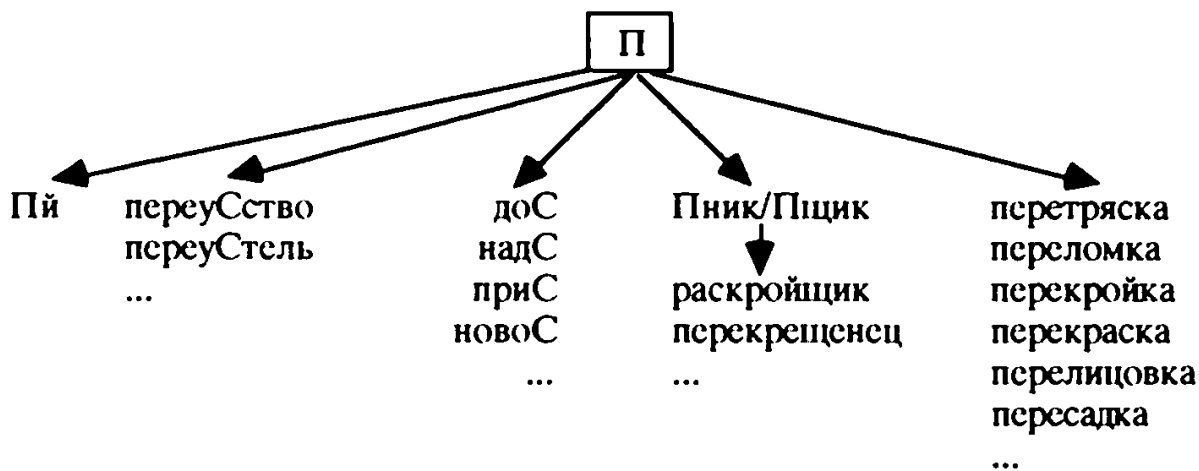 П
Пй переуСство доС Пник/Пщик перетряска
переуСтель надС переломка
... приС раскройщик перекройка
новоС перекрещенец перекраска
... ... перелицовка
пересадка
...